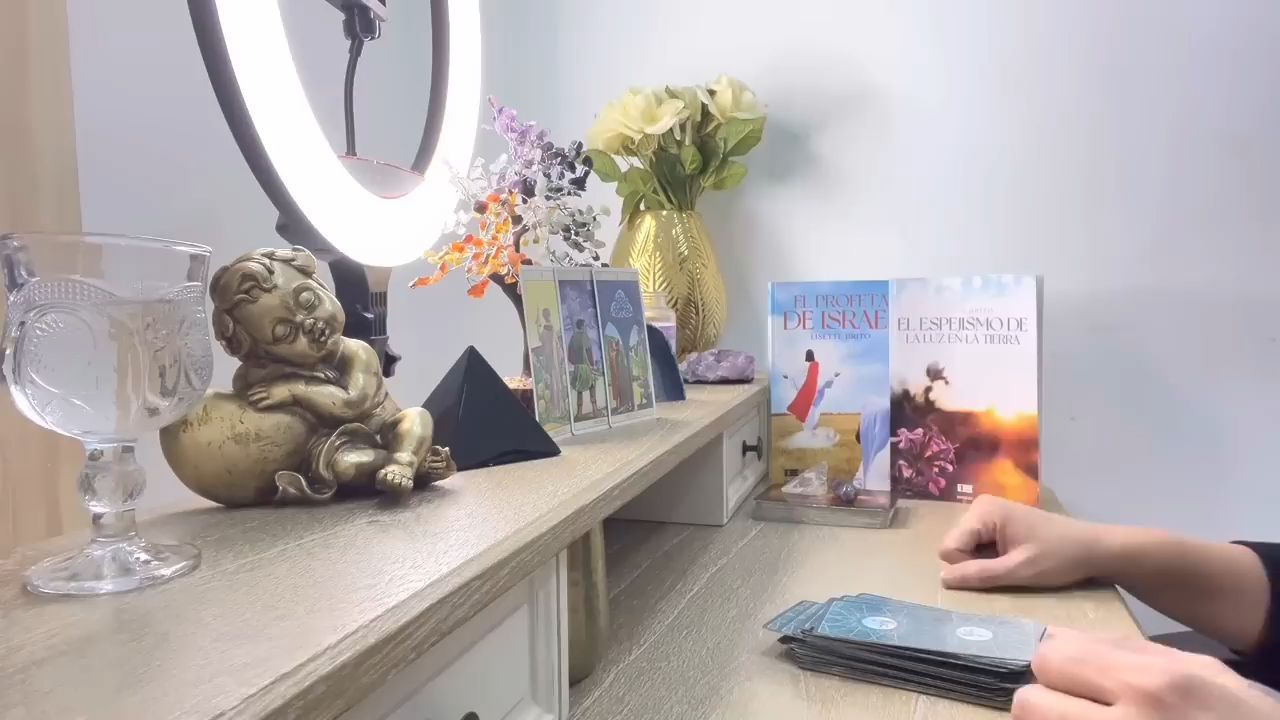 EL PROFETA
DE ISRAE
LISETTE BRITO
EL ESPEJISMO DE
LA LUZ EN LA TIERRA